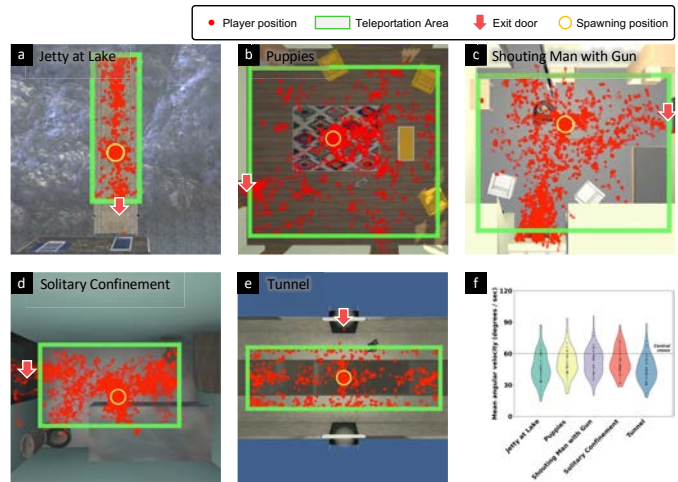 Player position Teleportation Area Exit door Spawning position
a Jetty at Lake
b Puppies
c Shouting Man with Gun
d Solitary Confinement
e Tunnel
f
Mean angular velocity (degrees / sec)
120
90
60
30
0
Central
vision
Jetty at Lake
Puppies
Shouting Man with Gun
Solitary Confinement
Tunnel